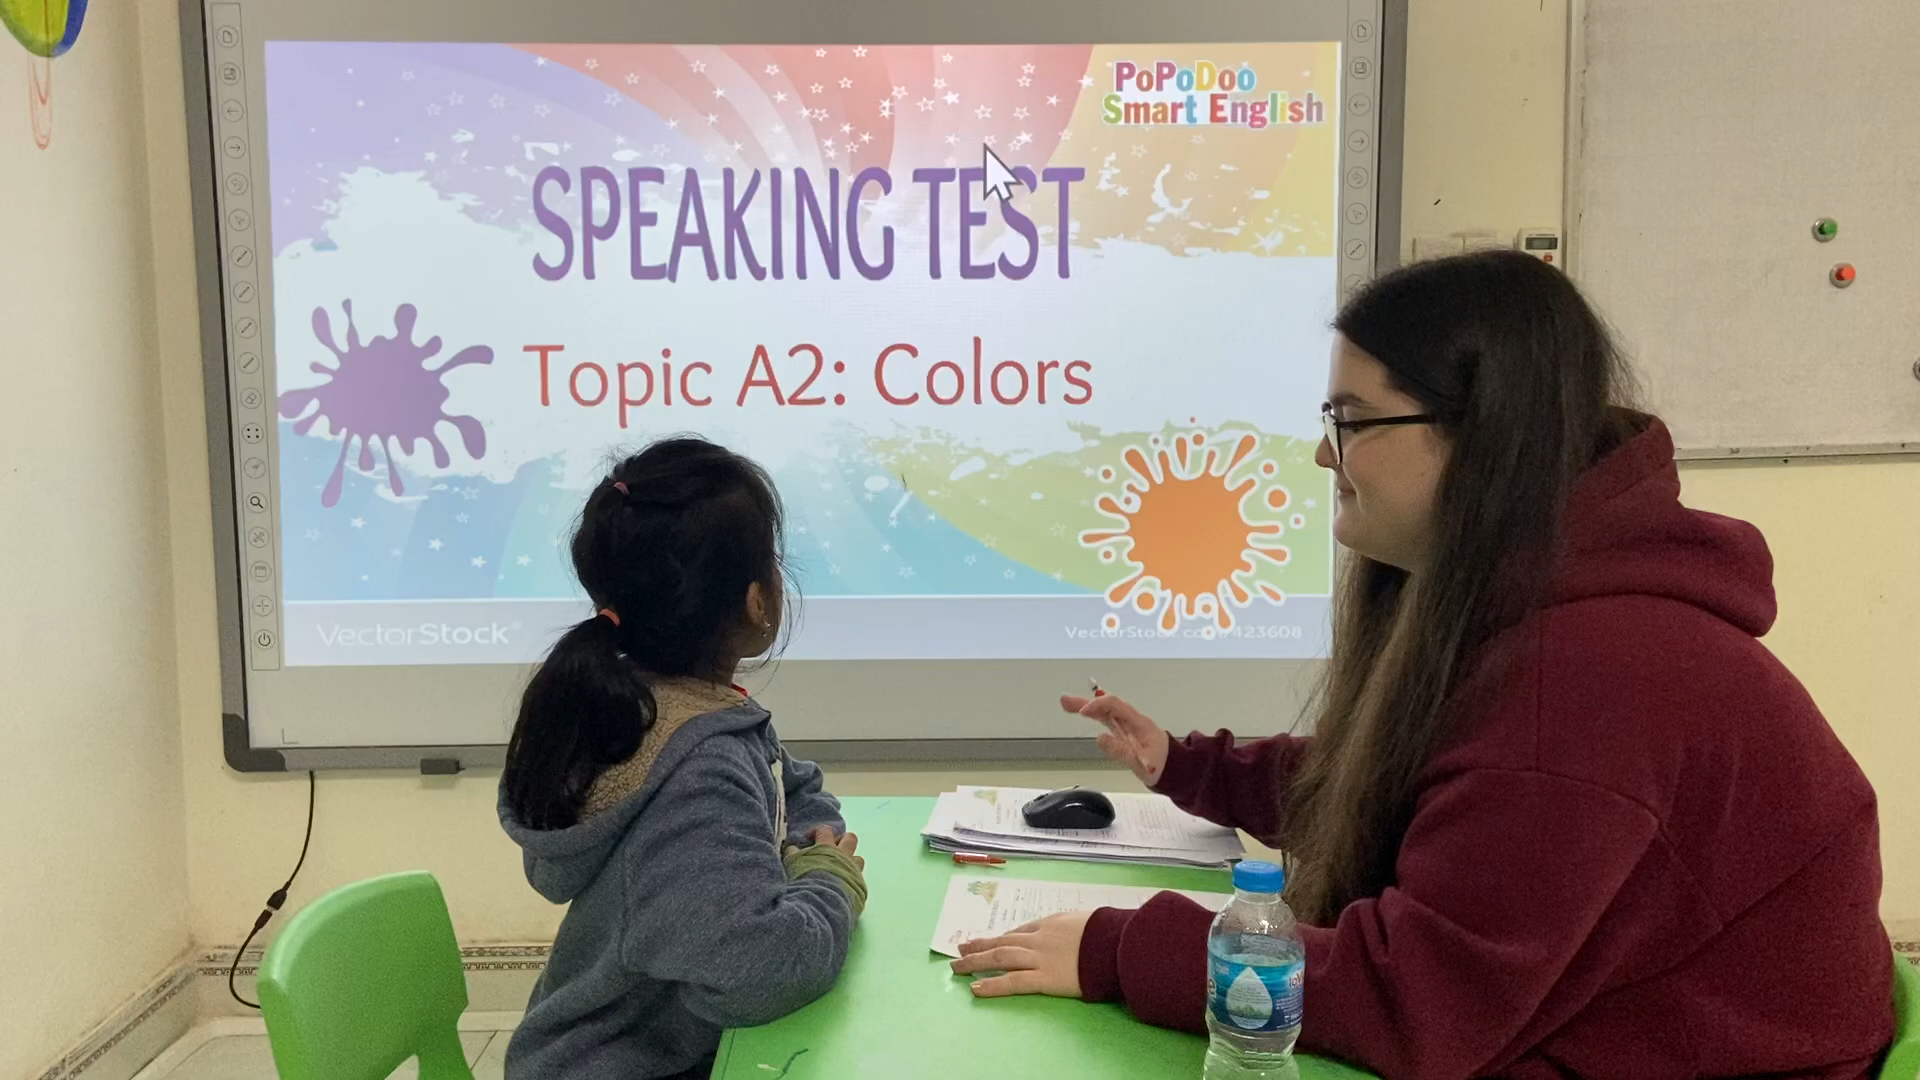 PoPoDoo
Smart English
SPEAKING TEST
Topic A2: Colors
VectorStock